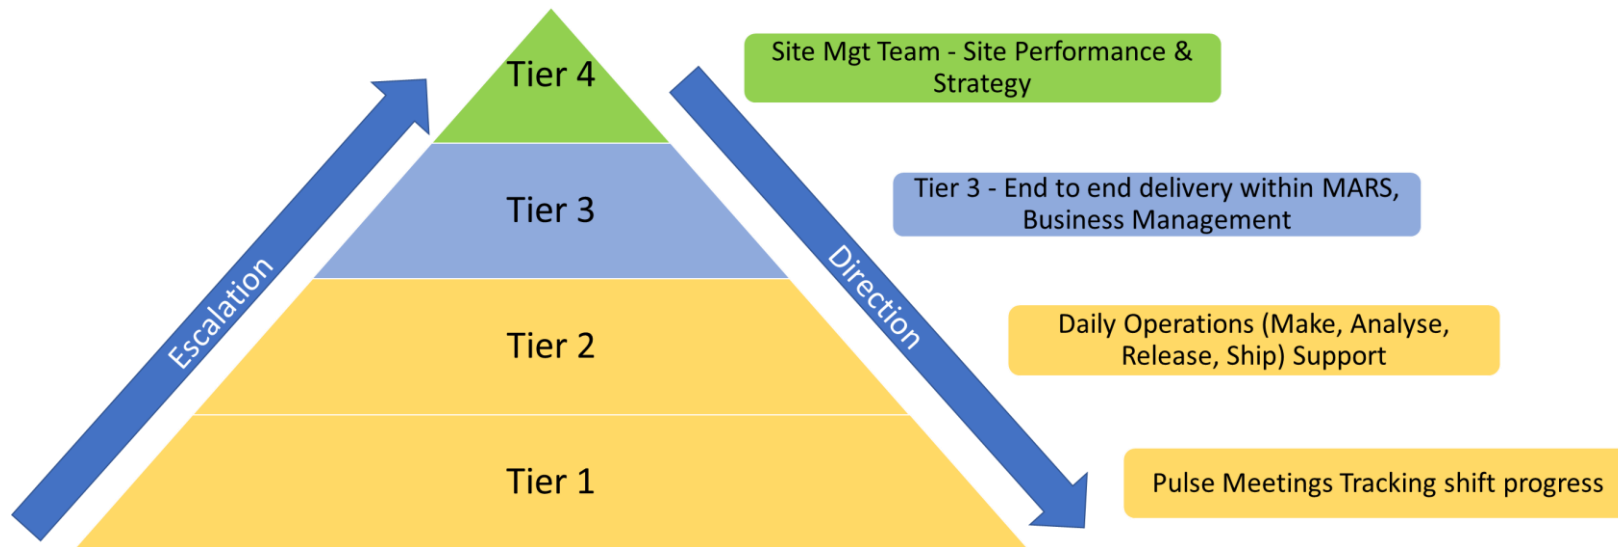 Tier 4
Site Mgt Team - Site Performance &
Strategy
Tier 3
Tier 3 - End to end delivery within MARS,
Business Management
Escalation
Direction
Tier 2
Daily Operations (Make, Analyse,
Release, Ship) Support
Tier 1
Pulse Meetings Tracking shift progress